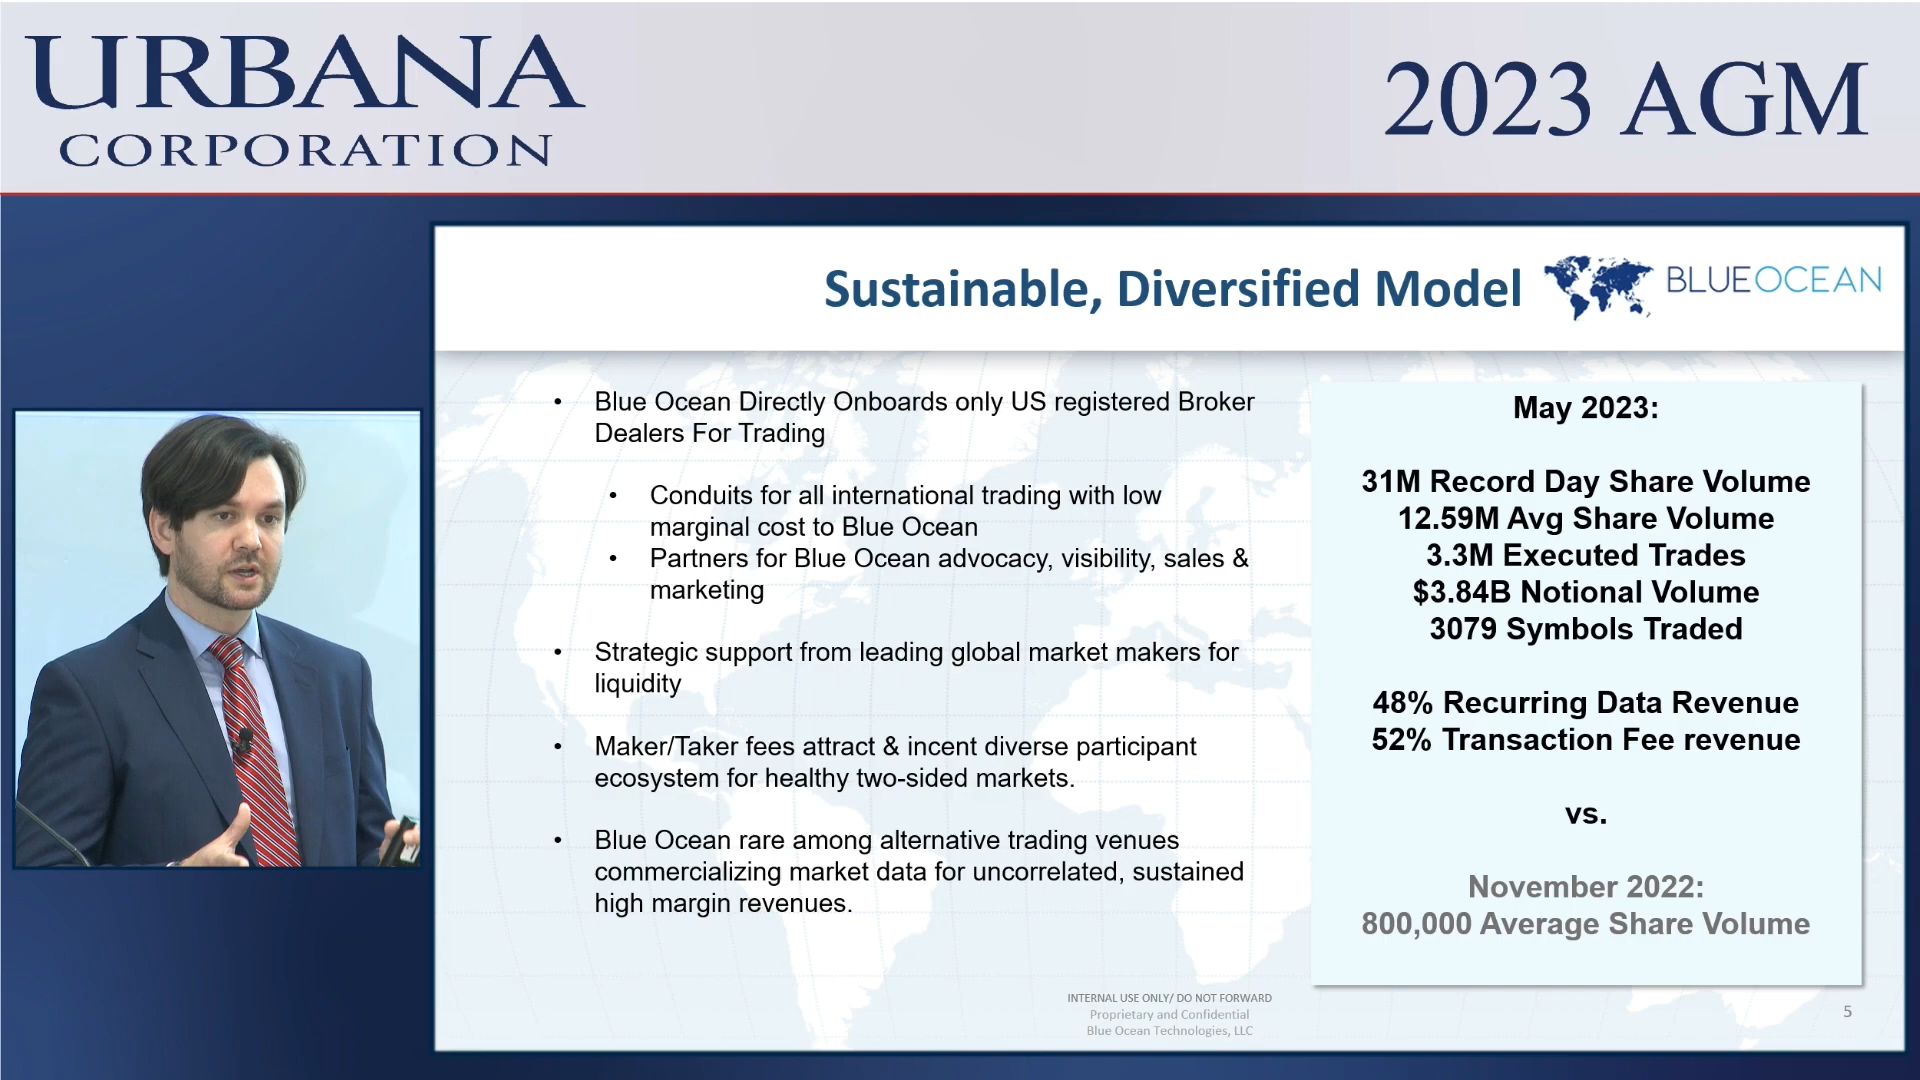 URBANA
CORPORATION
2023 AGM
Sustainable, Diversified Model
BLUEOCEAN
• Blue Ocean Directly Onboards only US registered Broker
Dealers For Trading
• Conduits for all international trading with low
marginal cost to Blue Ocean
• Partners for Blue Ocean advocacy, visibility, sales &
marketing
• Strategic support from leading global market makers for
liquidity
• Maker/Taker fees attract & incent diverse participant
ecosystem for healthy two-sided markets.
• Blue Ocean rare among alternative trading venues
commercializing market data for uncorrelated, sustained
high margin revenues.
May 2023:
31M Record Day Share Volume
12.59M Avg Share Volume
3.3M Executed Trades
$3.84B Notional Volume
3079 Symbols Traded
48% Recurring Data Revenue
52% Transaction Fee revenue
vs.
November 2022:
800,000 Average Share Volume
INTERNAL USE ONLY/ DO NOT FORWARD
Proprietary and Confidential
Blue Ocean Technologies, LLC
5